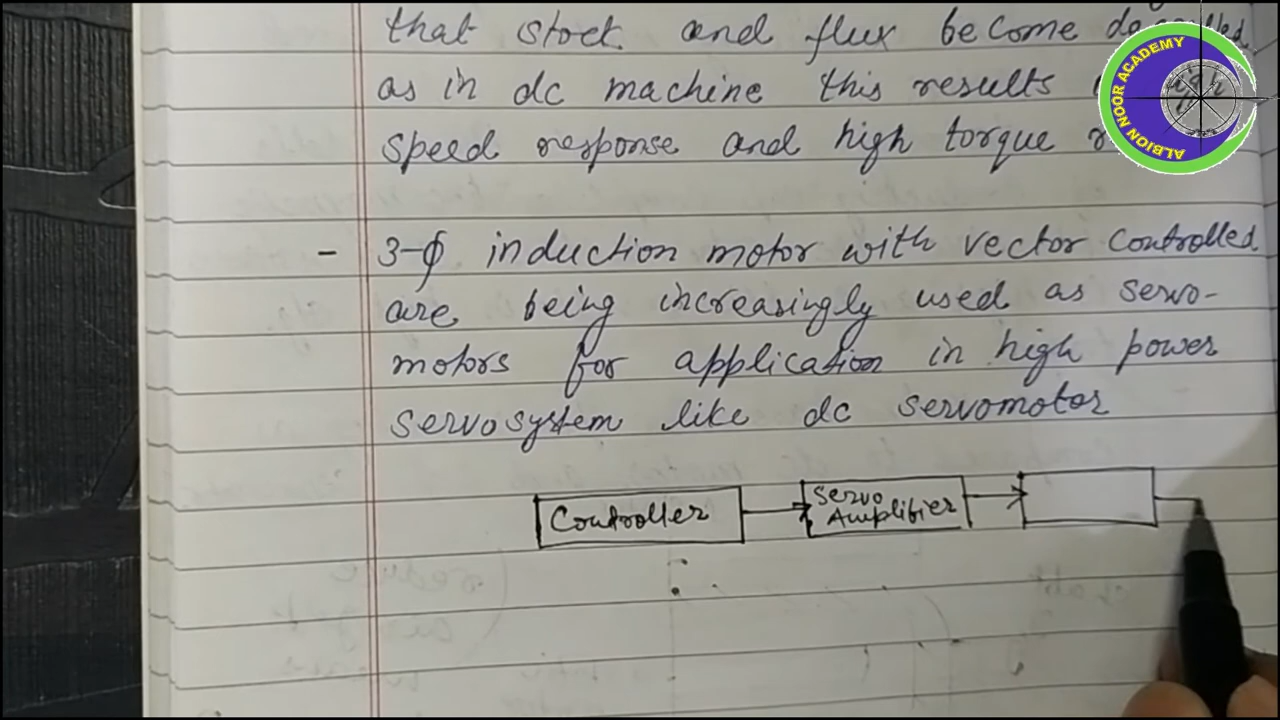 that stock and flux become
as in dc machine this results
speed response and high torque
- 3-ϕ induction motor with vector controlled
are being increasingly used as servo-
motors for application in high power
servosystem like dc servomotor
Controller
Servo
Amplifier
ALBION NOOR ACADEMY